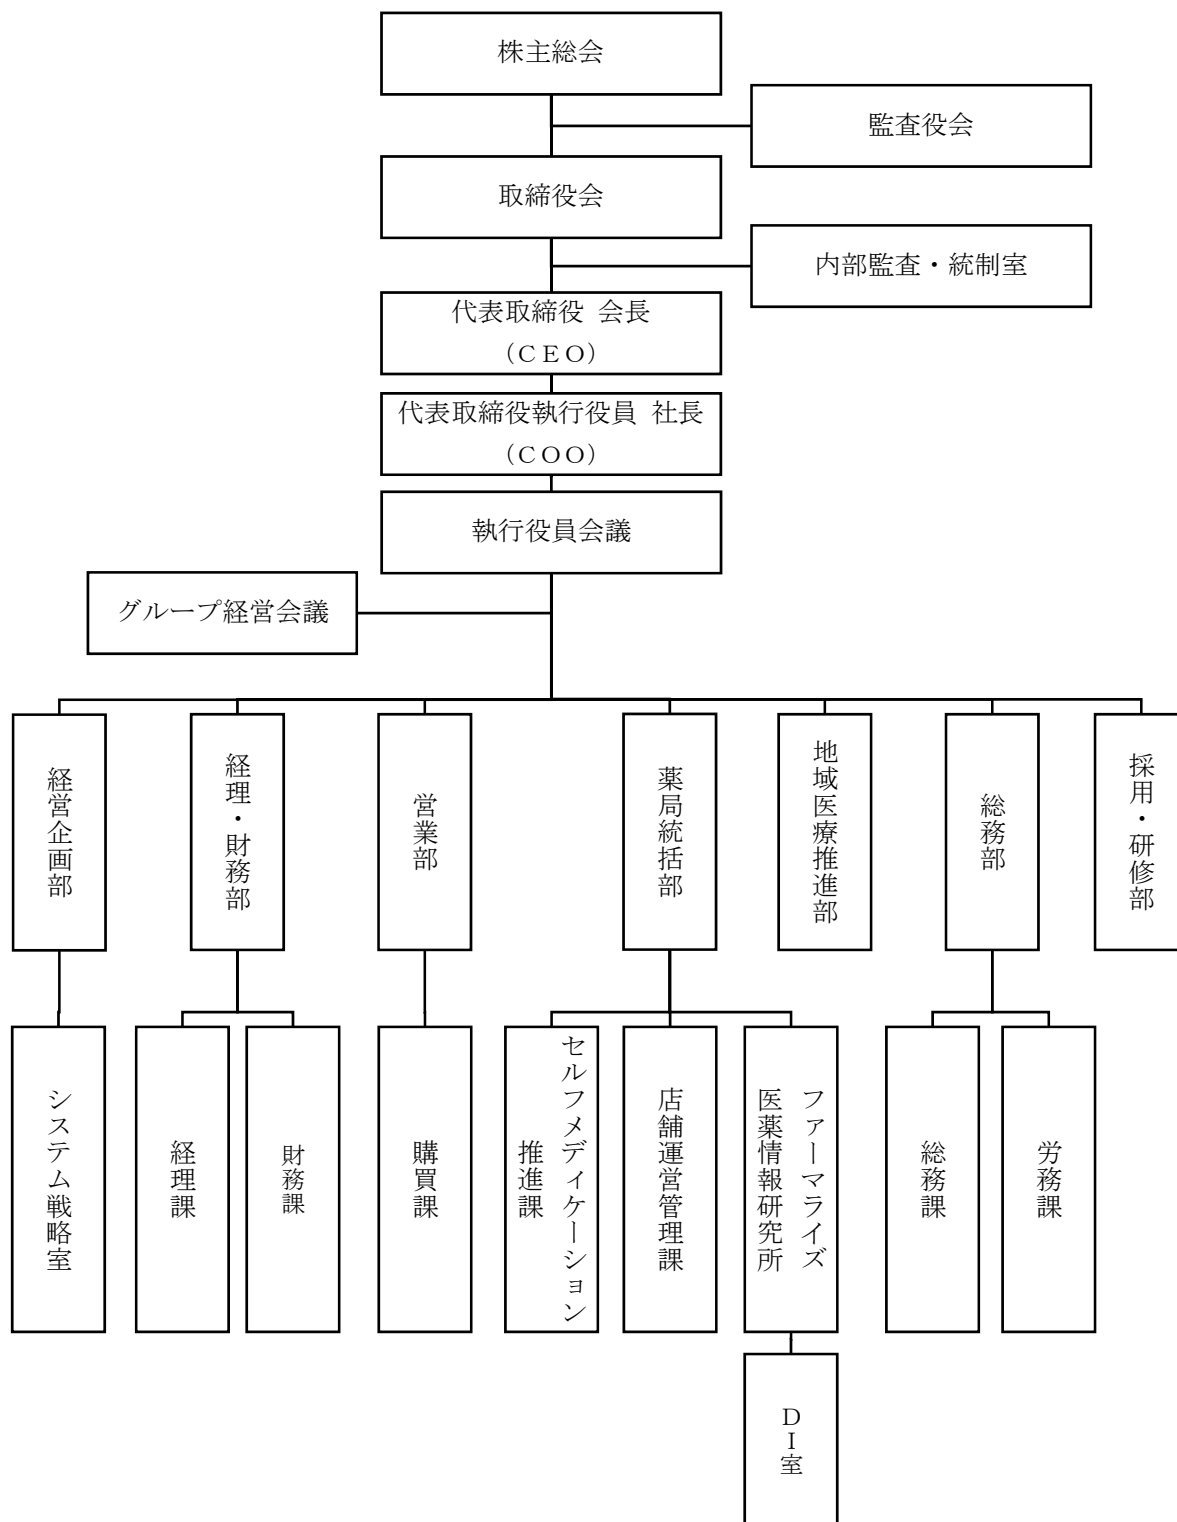 株主総会
監査役会
取締役会
内部監査・統制室
代表取締役 会長
（ＣＥＯ）
代表取締役執行役員 社長
（ＣＯＯ）
執行役員会議
グループ経営会議
経営企画部
経理・財務部
営業部
薬局統括部
地域医療推進部
総務部
採用・研修部
システム戦略室
経理課
財務課
購買課
セルフメディケーション
推進課
店舗運営管理課
ファーマライズ
医薬情報研究所
総務課
労務課
ＤＩ室